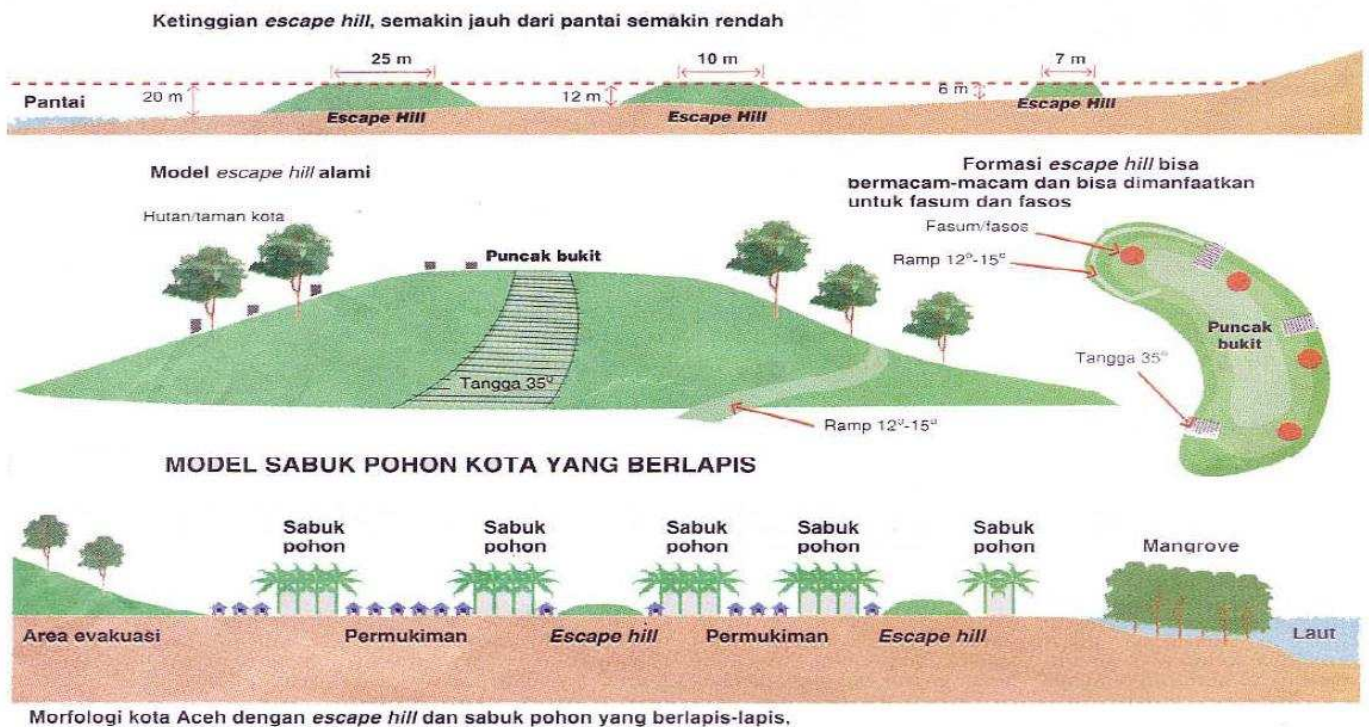 Ketinggian escape hill, semakin jauh dari pantai semakin rendah
25 m
10 m
7 m
Pantai
20 m
12 m
6 m
Escape Hill
Escape Hill
Escape Hill
Model escape hill alami
Formasi escape hill bisa
bermacam-macam dan bisa dimanfaatkan
untuk fasum dan fasos
Hutan/taman kota
Puncak bukit
Tangga 35°
Ramp 12°-15°
Fasum/fasos
Ramp 12°-15°
Puncak
bukit
Tangga 35°
MODEL SABUK POHON KOTA YANG BERLAPIS
Sabuk
pohon
Sabuk
pohon
Sabuk
pohon
Sabuk
pohon
Sabuk
pohon
Mangrove
Area evakuasi
Permukiman
Escape hill
Permukiman
Escape hill
Laut
Morfologi kota Aceh dengan escape hill dan sabuk pohon yang berlapis-lapis.